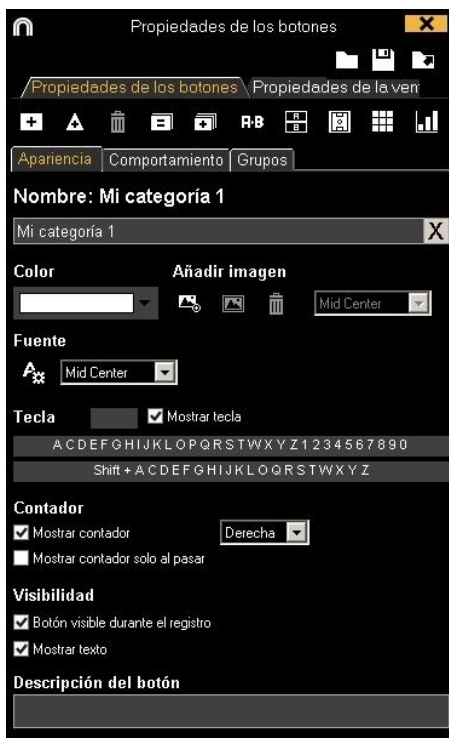 Propiedades de los botones X
Propiedades de los botones Propiedades de la ven
A·B
Apariencia Comportamiento Grupos
Nombre: Mi categoría 1
Mi categoría 1 X
Color Añadir imagen
Mid Center
Fuente
Mid Center
Tecla Mostrar tecla
A C D E F G H I J K L O P Q R S T W X Y Z 1 2 3 4 5 6 7 8 9 0
Shift + A C D E F G H I J K L O Q R S T W X Y Z
Contador
Mostrar contador Derecha
Mostrar contador solo al pasar
Visibilidad
Botón visible durante el registro
Mostrar texto
Descripción del botón